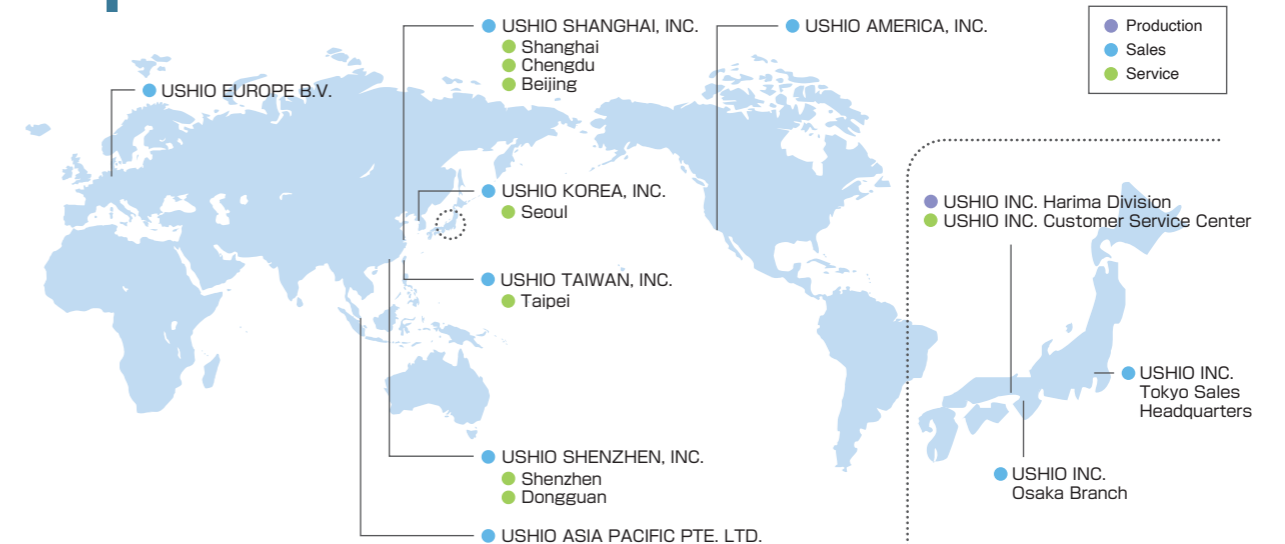 USHIO SHANGHAI, INC.
Shanghai
Chengdu
Beijing
USHIO AMERICA, INC.
Production
Sales
Service
USHIO EUROPE B.V.
USHIO KOREA, INC.
Seoul
USHIO INC. Harima Division
USHIO INC. Customer Service Center
USHIO TAIWAN, INC.
Taipei
USHIO INC.
Tokyo Sales
Headquarters
USHIO SHENZHEN, INC.
Shenzhen
Dongguan
USHIO INC.
Osaka Branch
USHIO ASIA PACIFIC PTE. LTD.